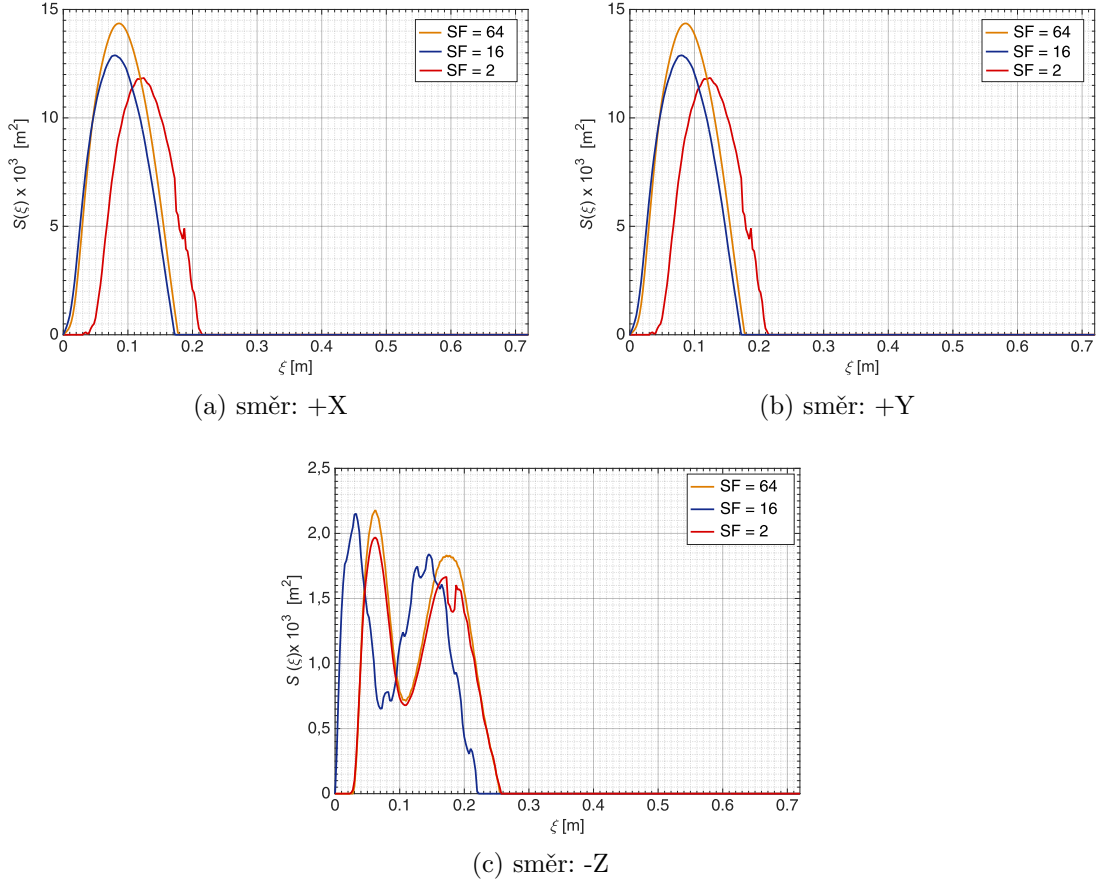 15
10
5
0
S(ξ) x 10³ [m²]
0 0.1 0.2 0.3 0.4 0.5 0.6 0.7
ξ [m]
SF = 64
SF = 16
SF = 2
(a) směr: +X
15
10
5
0
S(ξ) x 10³ [m²]
0 0.1 0.2 0.3 0.4 0.5 0.6 0.7
ξ [m]
SF = 64
SF = 16
SF = 2
(b) směr: +Y
2,5
2,0
1,5
1,0
0,5
0
S (ξ)x 10³ [m²]
0 0.1 0.2 0.3 0.4 0.5 0.6 0.7
ξ [m]
SF = 64
SF = 16
SF = 2
(c) směr: -Z